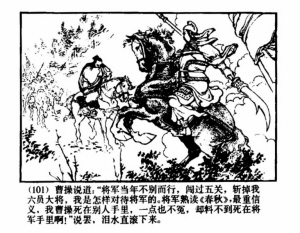 (101) 曹操说道：“将军当年不别而行，闯过五关，斩掉我
六员大将，我是怎样对待将军的。将军熟读《春秋》，最重信
义，我曹操死在别人手里，一点也不冤，却料不到死在将
军手里啊！”说罢，泪水直滚下来。